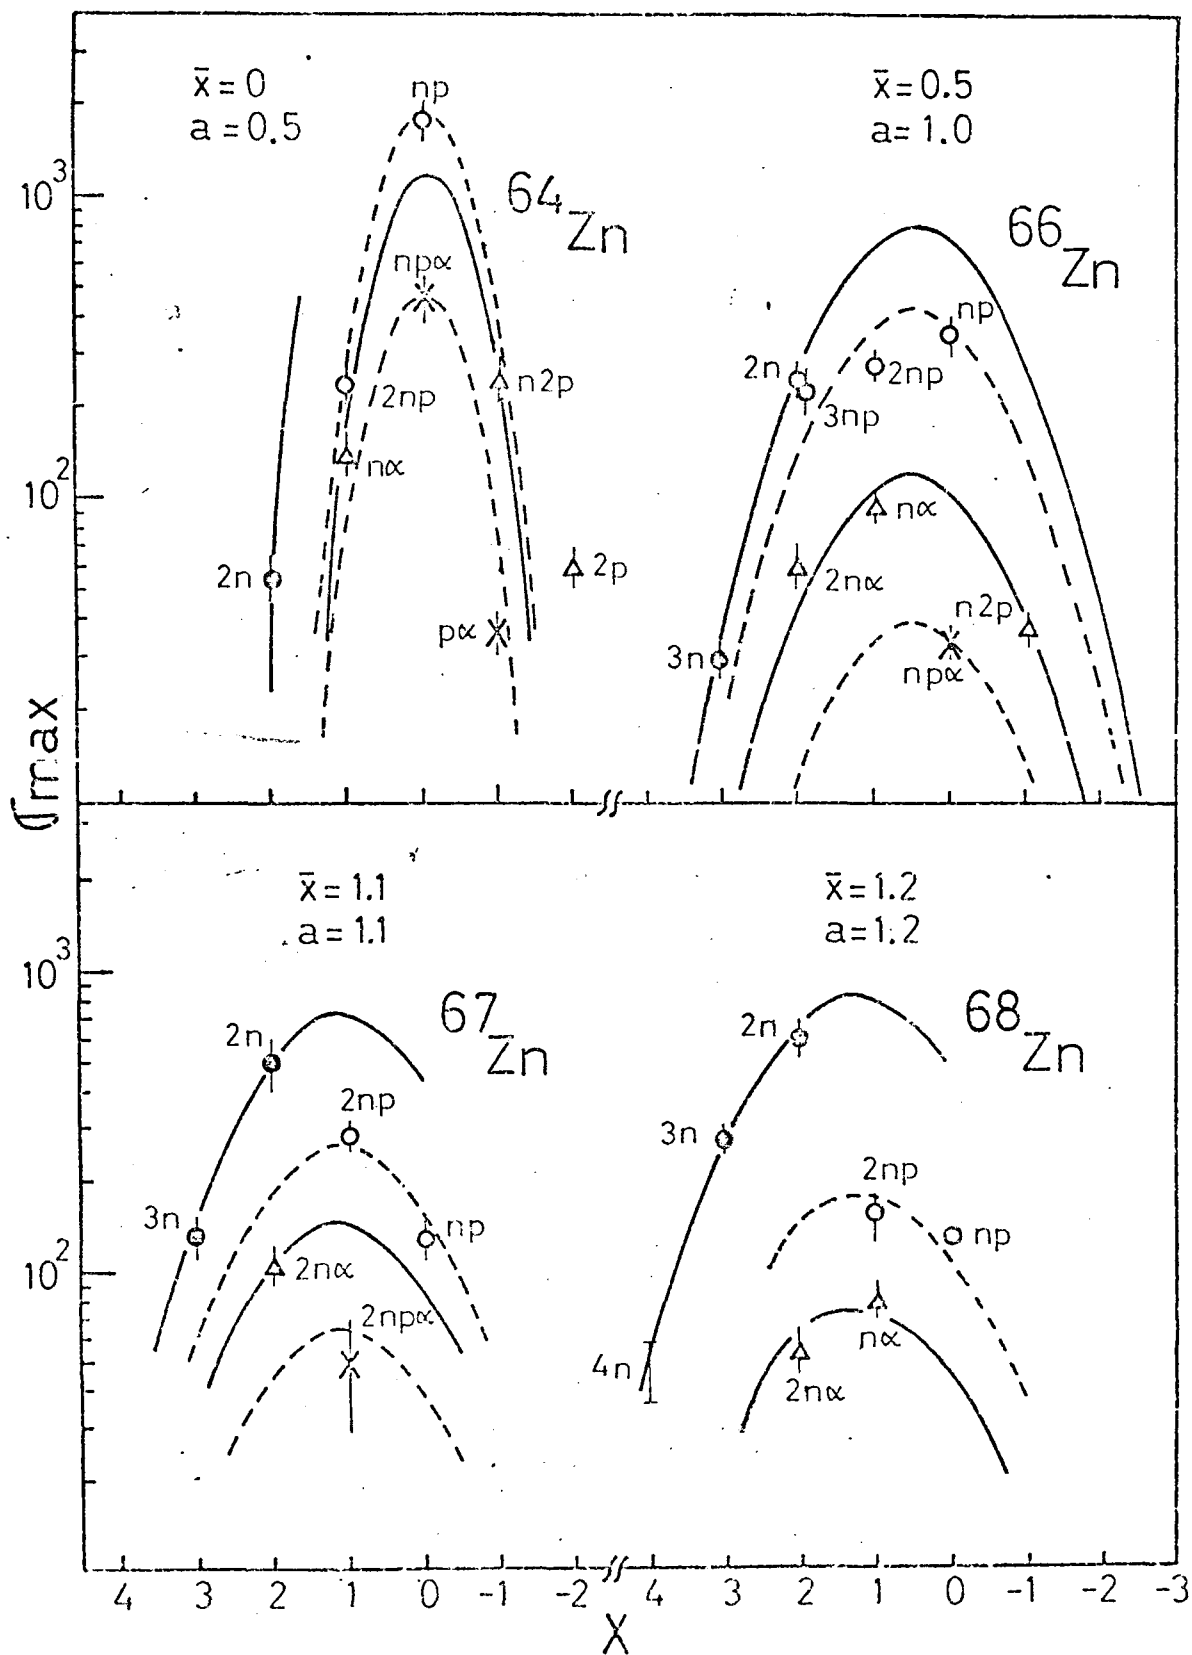 x̄=0
a=0.5
np
10³
64Zn
npα
2np
n2p
nα
10²
2n
2p
pα
x̄=0.5
a=1.0
66Zn
np
2n
2np
3np
nα
2nα
n2p
3n
npα
σmax
x̄=1.1
a=1.1
10³
67Zn
2n
2np
3n
np
10²
2nα
2npα
x̄=1.2
a=1.2
68Zn
2n
3n
2np
np
4n
nα
2nα
4 3 2 1 0 -1 -2 4 3 2 1 0 -1 -2 -3
X